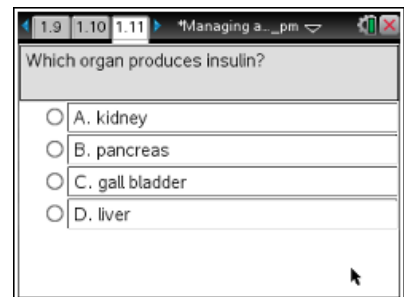 1.9 1.10 1.11 *Managing a..._pm
Which organ produces insulin?
A. kidney
B. pancreas
C. gall bladder
D. liver